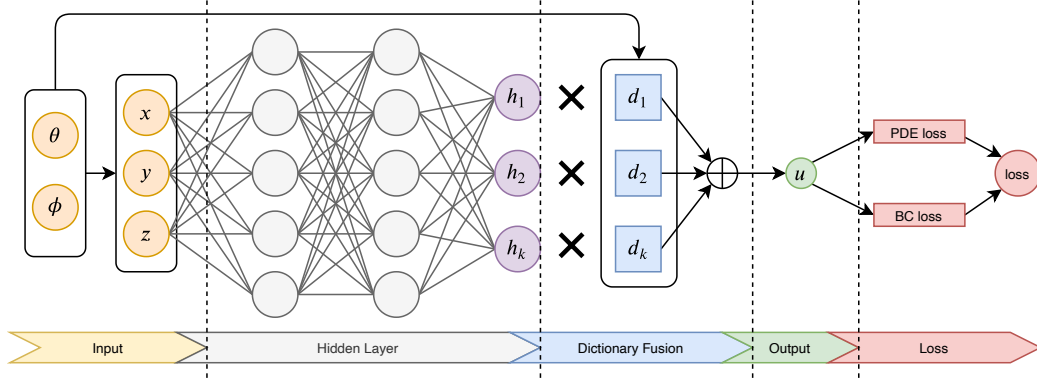 θ
ϕ
x
y
z
h1
h2
hk
×
×
×
d1
d2
dk
u
PDE loss
BC loss
loss
Input
Hidden Layer
Dictionary Fusion
Output
Loss